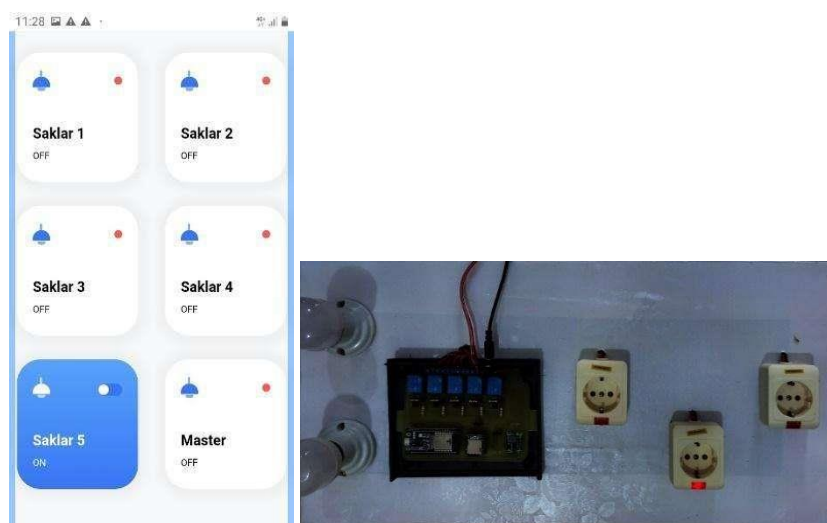 11:28
Saklar 1
OFF
Saklar 2
OFF
Saklar 3
OFF
Saklar 4
OFF
Saklar 5
ON
Master
OFF